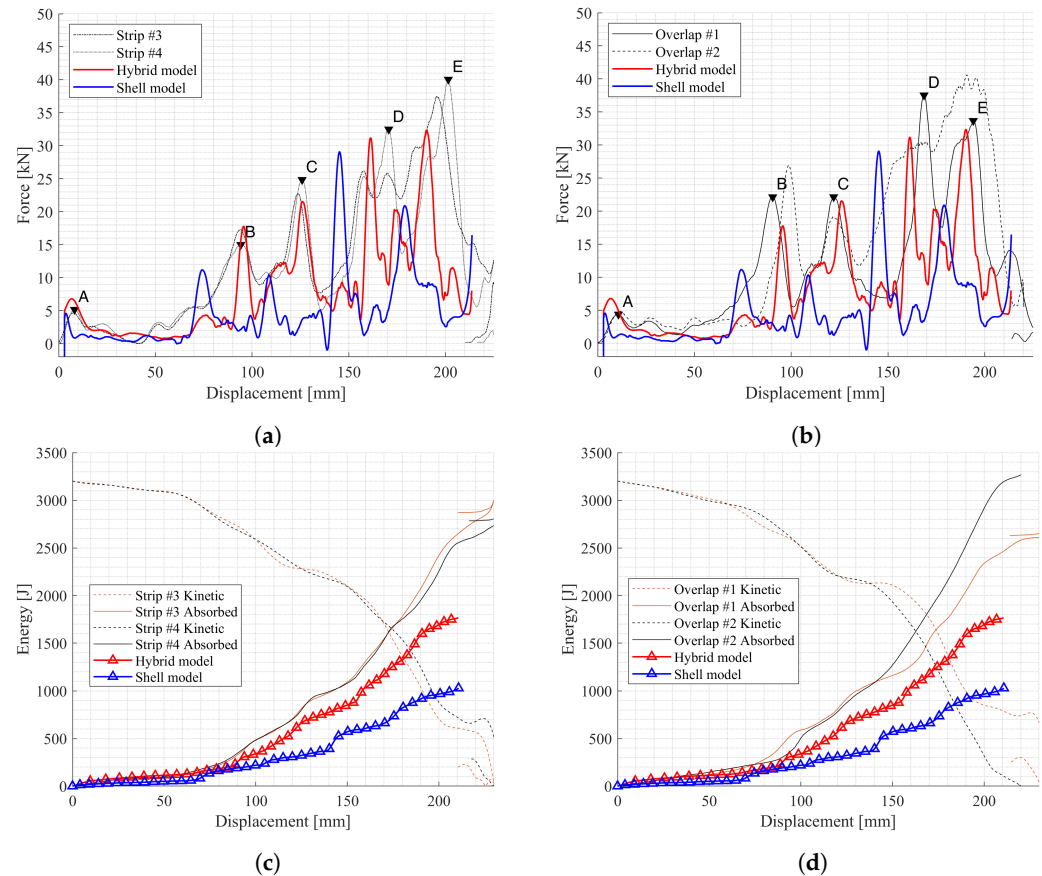 50
45
40
35
30
25
20
15
10
5
0
Force [kN]
Strip #3
Strip #4
Hybrid model
Shell model
A
B
C
D
E
0 50 100 150 200
Displacement [mm]
(a)
50
45
40
35
30
25
20
15
10
5
0
Force [kN]
Overlap #1
Overlap #2
Hybrid model
Shell model
A
B
C
D
E
0 50 100 150 200
Displacement [mm]
(b)
3500
3000
2500
2000
1500
1000
500
0
Energy [J]
Strip #3 Kinetic
Strip #3 Absorbed
Strip #4 Kinetic
Strip #4 Absorbed
Hybrid model
Shell model
0 50 100 150 200
Displacement [mm]
(c)
3500
3000
2500
2000
1500
1000
500
0
Energy [J]
Overlap #1 Kinetic
Overlap #1 Absorbed
Overlap #2 Kinetic
Overlap #2 Absorbed
Hybrid model
Shell model
0 50 100 150 200
Displacement [mm]
(d)